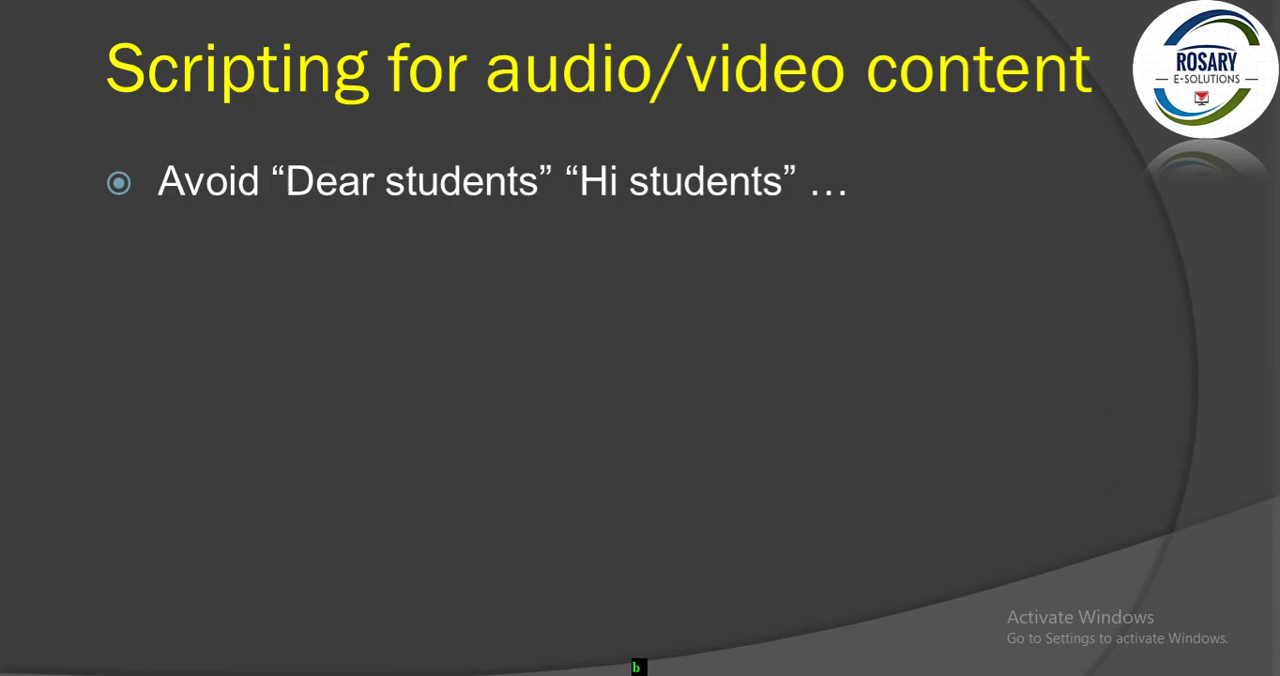 Scripting for audio/video content
ROSARY
E-SOLUTIONS
Avoid “Dear students” “Hi students” …
Activate Windows
Go to Settings to activate Windows.
b